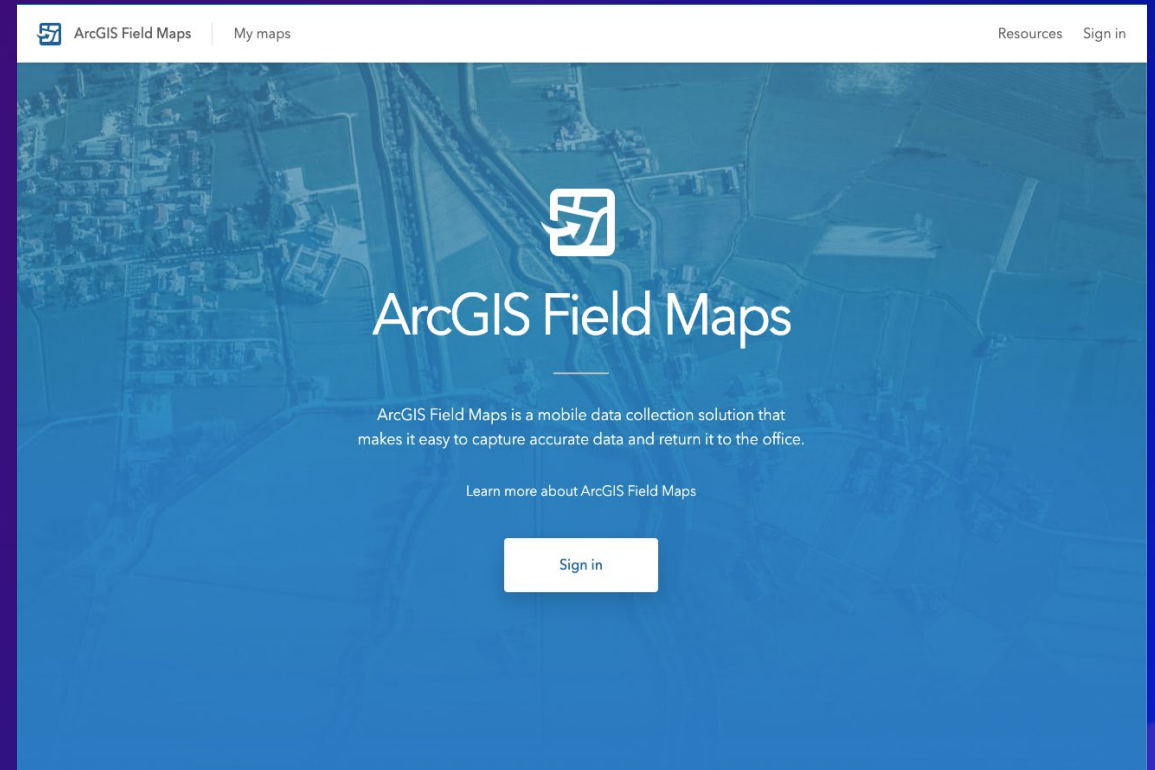 ArcGIS Field Maps
My maps
Resources
Sign in
ArcGIS Field Maps
ArcGIS Field Maps is a mobile data collection solution that
makes it easy to capture accurate data and return it to the office.
Learn more about ArcGIS Field Maps
Sign in